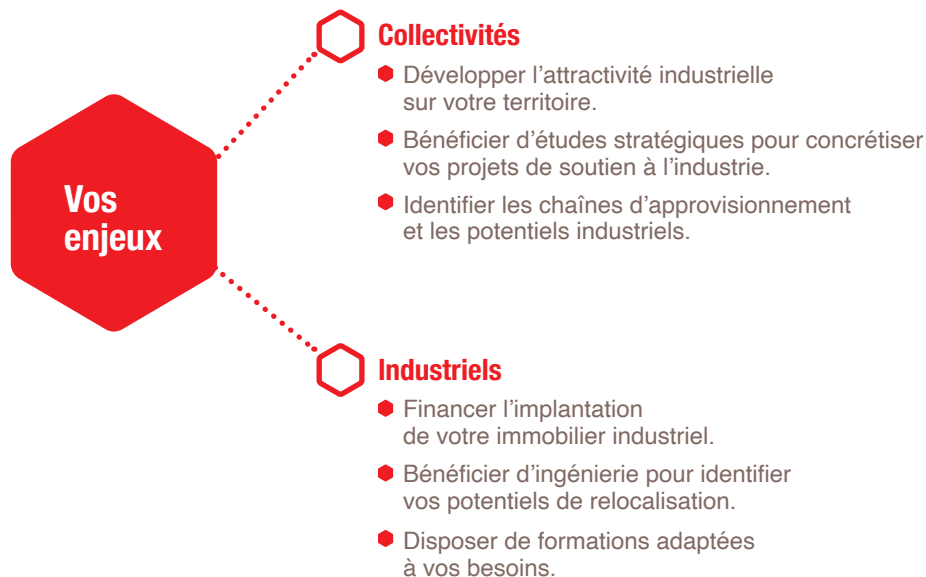 Vos
enjeux
Collectivités
Développer l’attractivité industrielle
sur votre territoire.
Bénéficier d’études stratégiques pour concrétiser
vos projets de soutien à l’industrie.
Identifier les chaînes d’approvisionnement
et les potentiels industriels.
Industriels
Financer l’implantation
de votre immobilier industriel.
Bénéficier d’ingénierie pour identifier
vos potentiels de relocalisation.
Disposer de formations adaptées
à vos besoins.